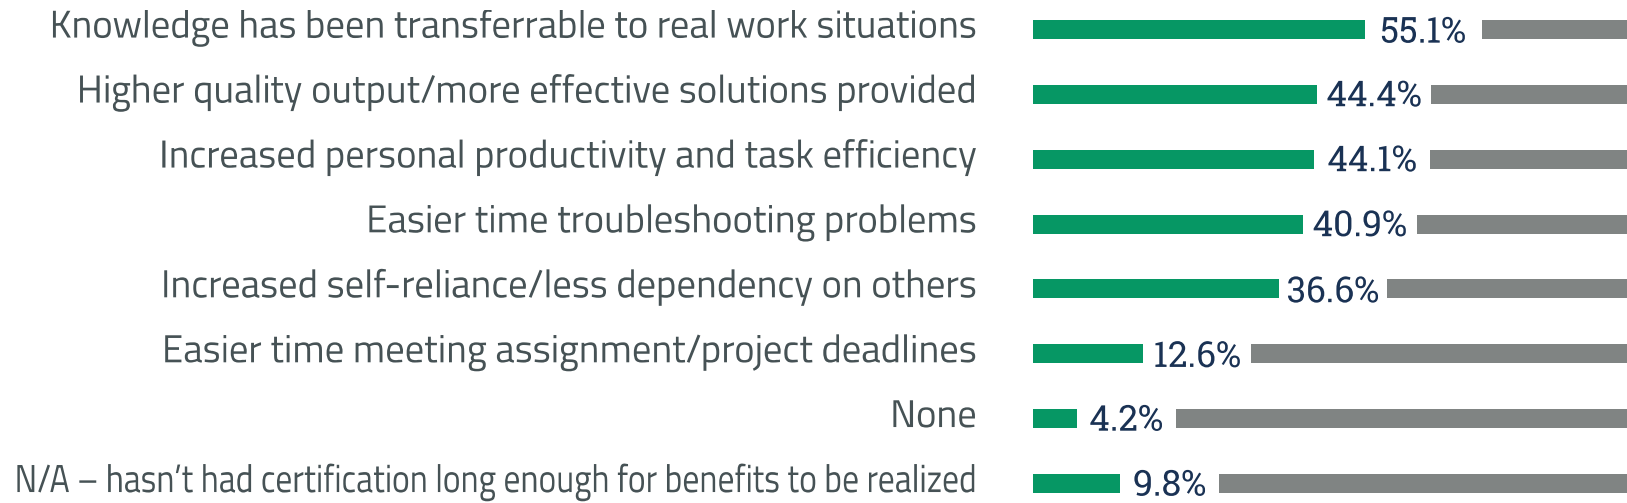 Knowledge has been transferrable to real work situations 55.1%
Higher quality output/more effective solutions provided 44.4%
Increased personal productivity and task efficiency 44.1%
Easier time troubleshooting problems 40.9%
Increased self-reliance/less dependency on others 36.6%
Easier time meeting assignment/project deadlines 12.6%
None 4.2%
N/A – hasn’t had certification long enough for benefits to be realized 9.8%